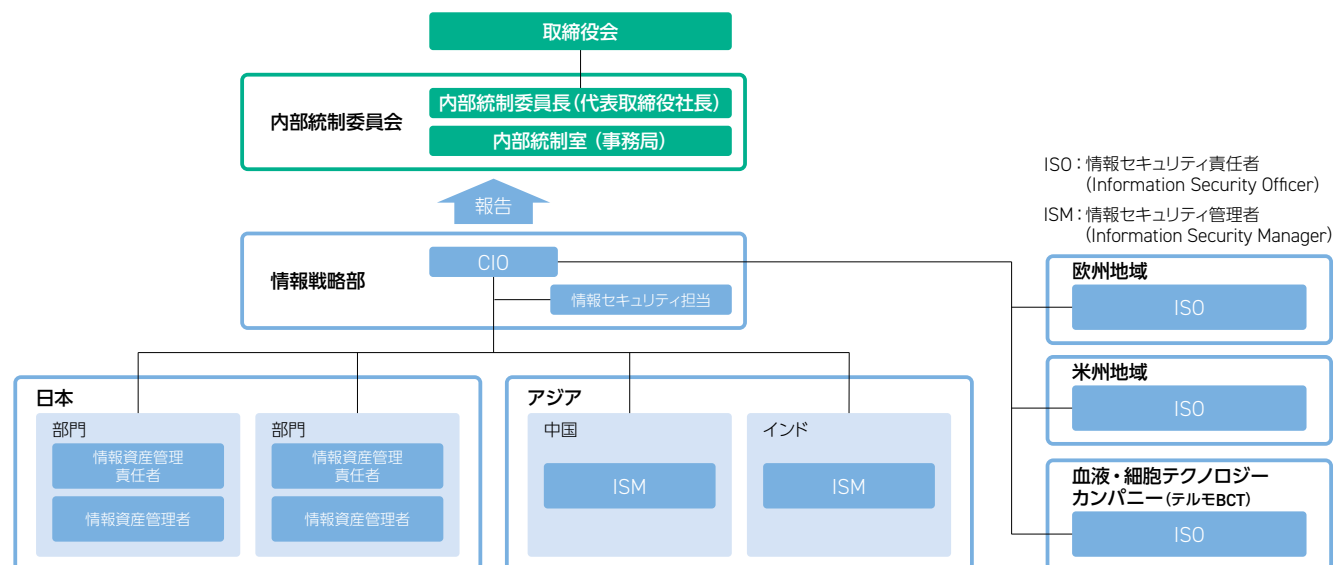 取締役会
内部統制委員会
内部統制委員長（代表取締役社長）
内部統制室（事務局）
報告
情報戦略部
CIO
情報セキュリティ担当
ISO：情報セキュリティ責任者
(Information Security Officer)
ISM：情報セキュリティ管理者
(Information Security Manager)
日本
部門
情報資産管理
責任者
情報資産管理者
部門
情報資産管理
責任者
情報資産管理者
アジア
中国
ISM
インド
ISM
欧州地域
ISO
米州地域
ISO
血液・細胞テクノロジー
カンパニー（テルモBCT）
ISO